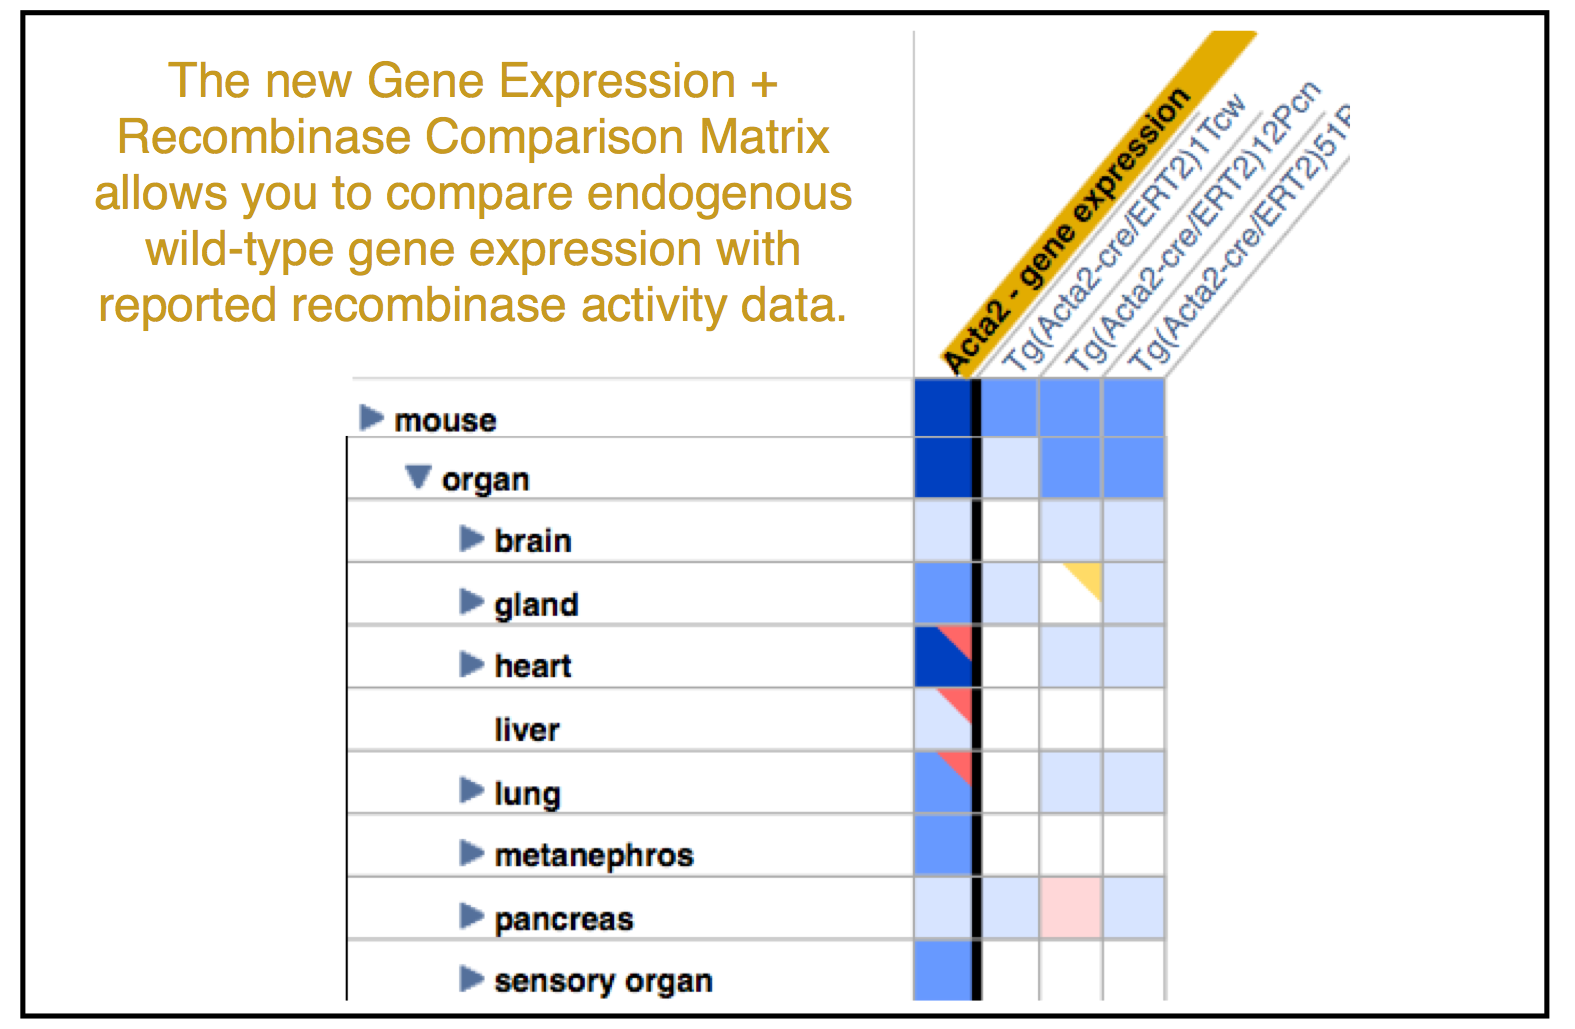 The new Gene Expression +
Recombinase Comparison Matrix
allows you to compare endogenous
wild-type gene expression with
reported recombinase activity data.
Acta2 - gene expression
Tg(Acta2-cre/ERT2)1Tcw
Tg(Acta2-cre/ERT2)12Pcn
Tg(Acta2-cre/ERT2)51P
mouse
organ
brain
gland
heart
liver
lung
metanephros
pancreas
sensory organ